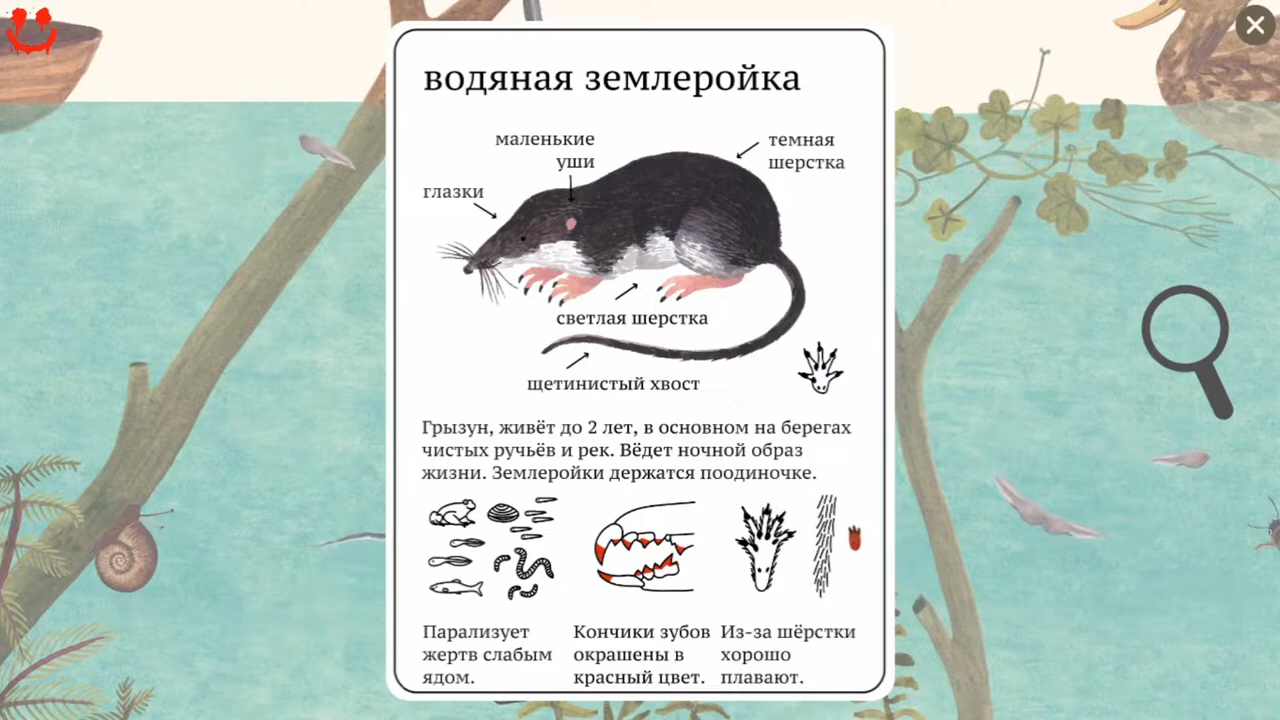 водяная землеройка
маленькие
уши
темная
шерстка
глазки
светлая шерстка
щетинистый хвост
Грызун, живёт до 2 лет, в основном на берегах
чистых ручьёв и рек. Вёдет ночной образ
жизни. Землеройки держатся поодиночке.
Парализует
жертв слабым
ядом.
Кончики зубов
окрашены в
красный цвет.
Из-за шёрстки
хорошо
плавают.